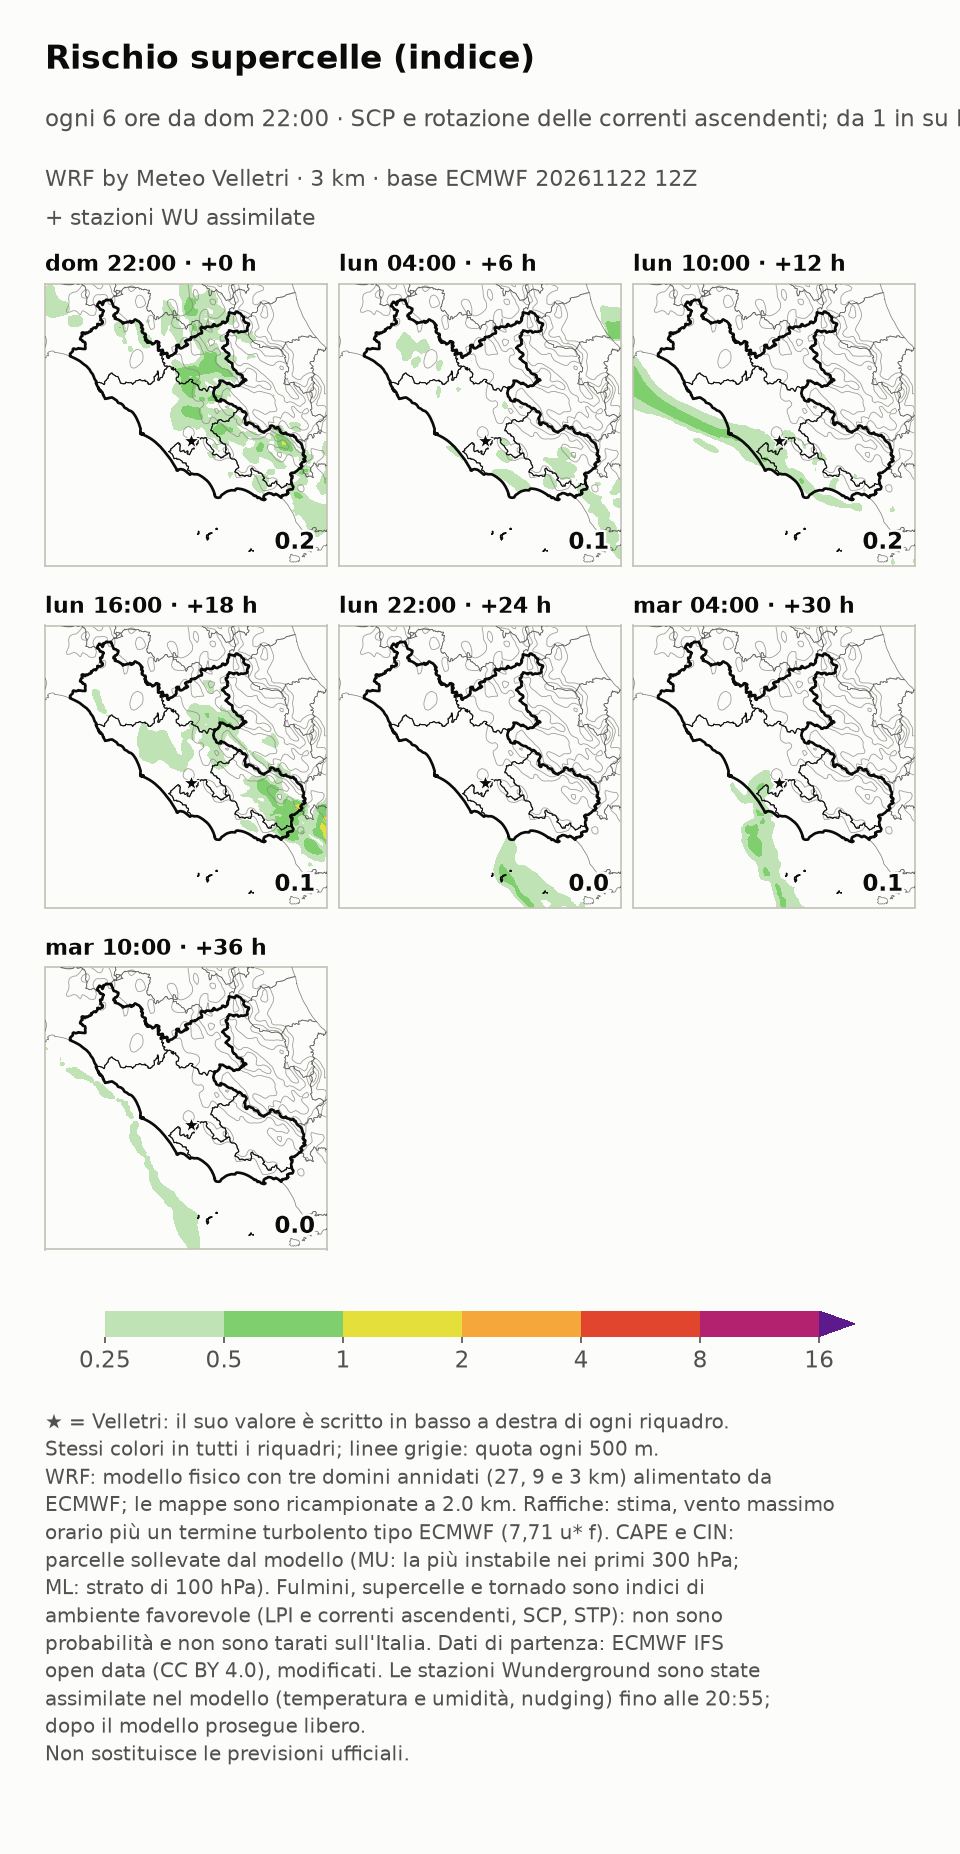 Rischio supercelle (indice)
ogni 6 ore da dom 22:00 · SCP e rotazione delle correnti ascendenti; da 1 in su
WRF by Meteo Velletri · 3 km · base ECMWF 20261122 12Z
+ stazioni WU assimilate
dom 22:00 · +0 h
lun 04:00 · +6 h
lun 10:00 · +12 h
0.2
0.1
0.2
lun 16:00 · +18 h
lun 22:00 · +24 h
mar 04:00 · +30 h
0.1
0.0
0.1
mar 10:00 · +36 h
0.0
0.25 0.5 1 2 4 8 16
★ = Velletri: il suo valore è scritto in basso a destra di ogni riquadro.
Stessi colori in tutti i riquadri; linee grigie: quota ogni 500 m.
WRF: modello fisico con tre domini annidati (27, 9 e 3 km) alimentato da
ECMWF; le mappe sono ricampionate a 2.0 km. Raffiche: stima, vento massimo
orario più un termine turbolento tipo ECMWF (7,71 u* f). CAPE e CIN:
parcelle sollevate dal modello (MU: la più instabile nei primi 300 hPa;
ML: strato di 100 hPa). Fulmini, supercelle e tornado sono indici di
ambiente favorevole (LPI e correnti ascendenti, SCP, STP): non sono
probabilità e non sono tarati sull'Italia. Dati di partenza: ECMWF IFS
open data (CC BY 4.0), modificati. Le stazioni Wunderground sono state
assimilate nel modello (temperatura e umidità, nudging) fino alle 20:55;
dopo il modello prosegue libero.
Non sostituisce le previsioni ufficiali.